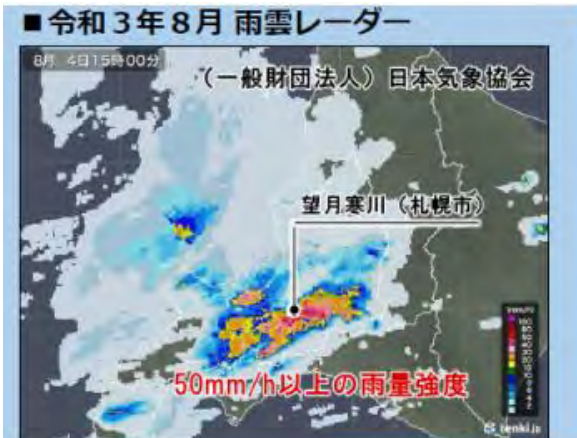 ■令和3年8月 雨雲レーダー
8月 4日15時00分
(一般財団法人)日本気象協会
望月寒川(札幌市)
50mm/h以上の雨量強度
tenki.jp